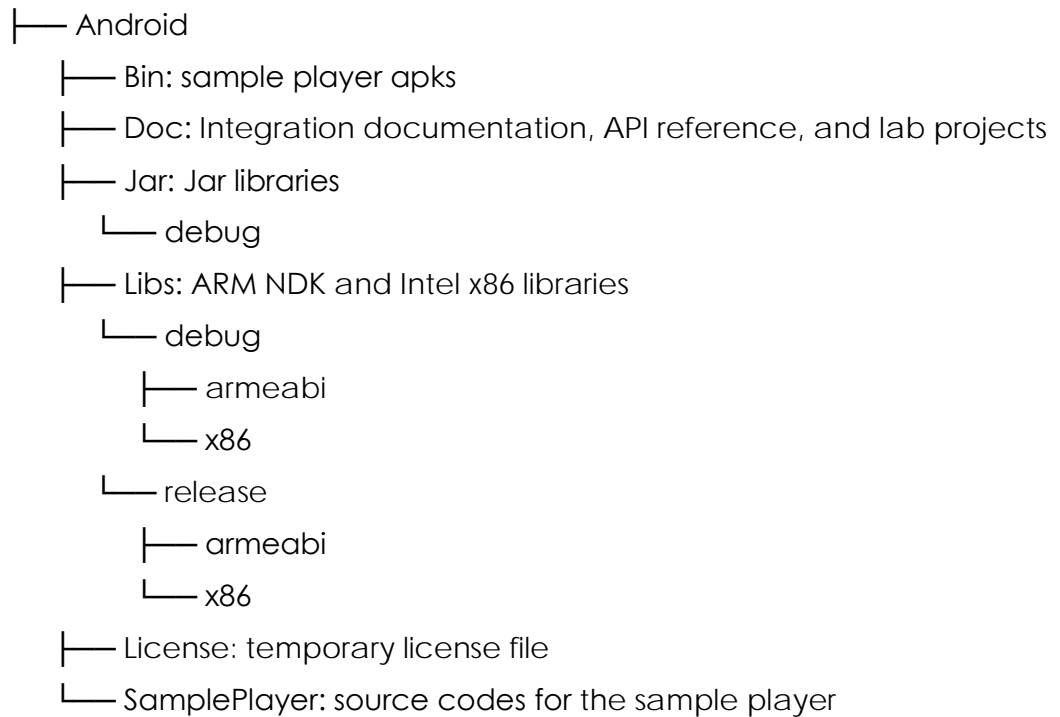 ├── Android
├── Bin: sample player apks
├── Doc: Integration documentation, API reference, and lab projects
├── Jar: Jar libraries
└── debug
├── Libs: ARM NDK and Intel x86 libraries
└── debug
├── armeabi
└── x86
└── release
├── armeabi
└── x86
├── License: temporary license file
└── SamplePlayer: source codes for the sample player